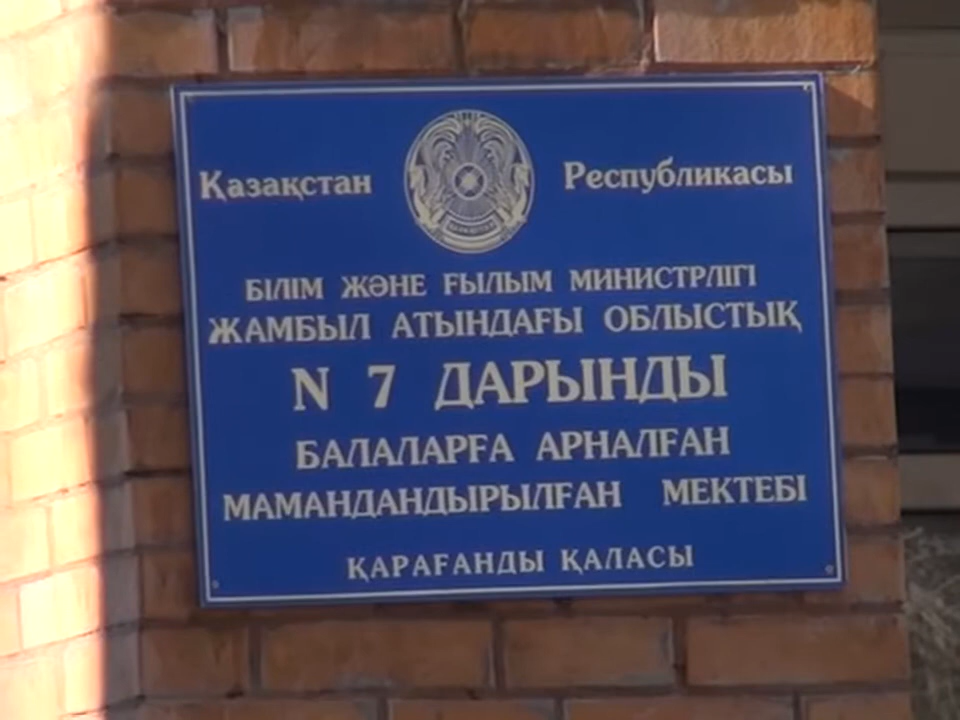 Қазақстан Республикасы
БІЛІМ ЖӘНЕ ҒЫЛЫМ МИНИСТРЛІГІ
ЖАМБЫЛ АТЫНДАҒЫ ОБЛЫСТЫҚ
N 7 ДАРЫНДЫ
БАЛАЛАРҒА АРНАЛҒАН
МАМАНДАНДЫРЫЛҒАН МЕКТЕБІ
ҚАРАҒАНДЫ ҚАЛАСЫ